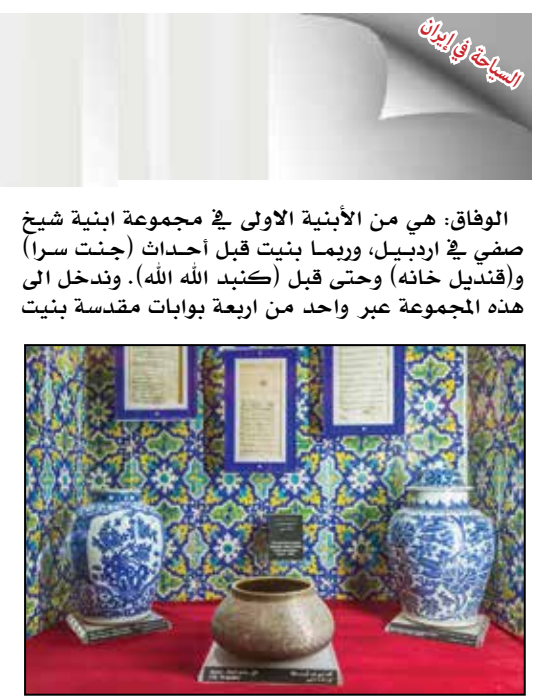 السياحة في إيران
الوفاق: هي من الأبنية الاولى في مجموعة ابنية شيخ
صفي في اردبيل، وربما بنيت قبل أحداث (جنت سرا)
و(قنديل خانه) وحتى قبل (كنبد الله الله). وندخل الى
هذه المجموعة عبر واحد من اربعة بوابات مقدسة بنيت